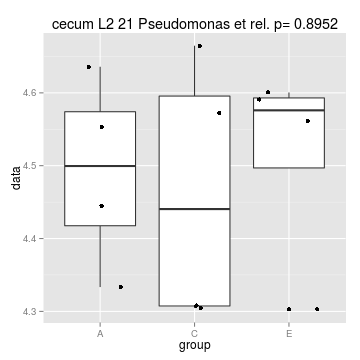 cecum L2 21 Pseudomonas et rel. p= 0.8952
4.6
4.5
4.4
4.3
data
A C E
group